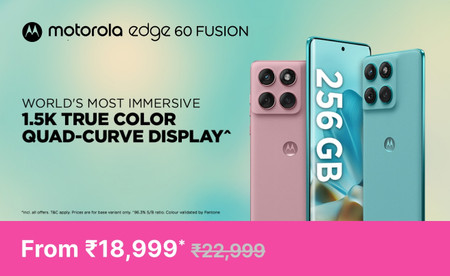 motorola edge 60 FUSION
WORLD'S MOST IMMERSIVE
1.5K TRUE COLOR
QUAD-CURVE DISPLAY^
256 GB
*Incl. all offers. T&C apply. Prices are for base variant only. ^96.3% S/B ratio. Colour validated by Pantone
From ₹18,999* ₹22,999